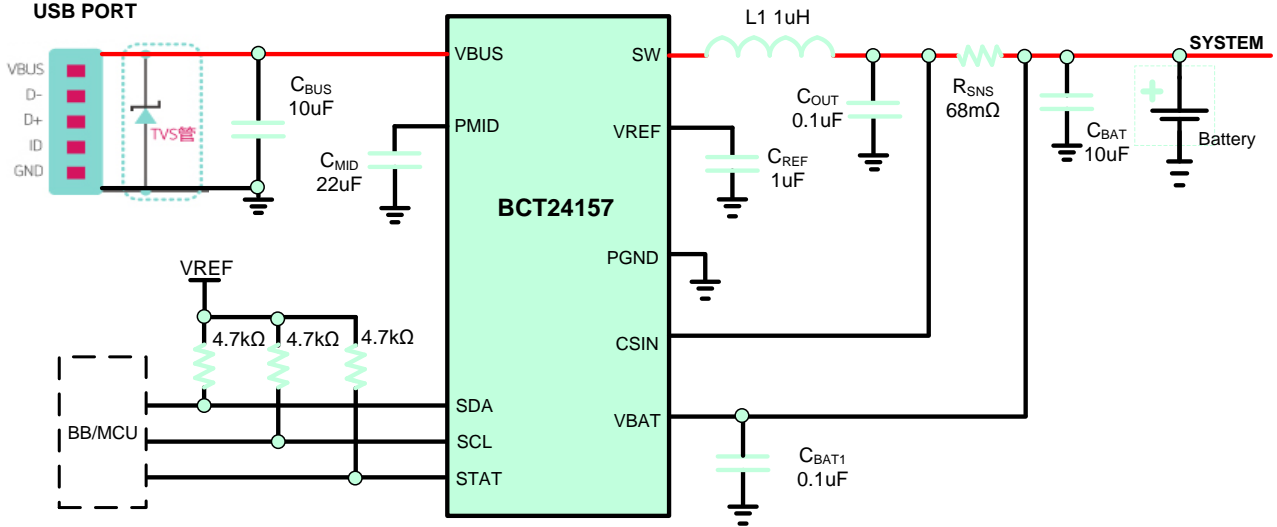 USB PORT
VBUS
D-
D+
ID
GND
TVS管
CBUS
10uF
CMID
22uF
VREF
4.7kΩ
4.7kΩ
4.7kΩ
BB/MCU
VBUS
PMID
SDA
SCL
STAT
BCT24157
SW
VREF
PGND
CSIN
VBAT
L1 1uH
COUT
0.1uF
RSNS
68mΩ
SYSTEM
CREF
1uF
CBAT
10uF
+
Battery
CBAT1
0.1uF